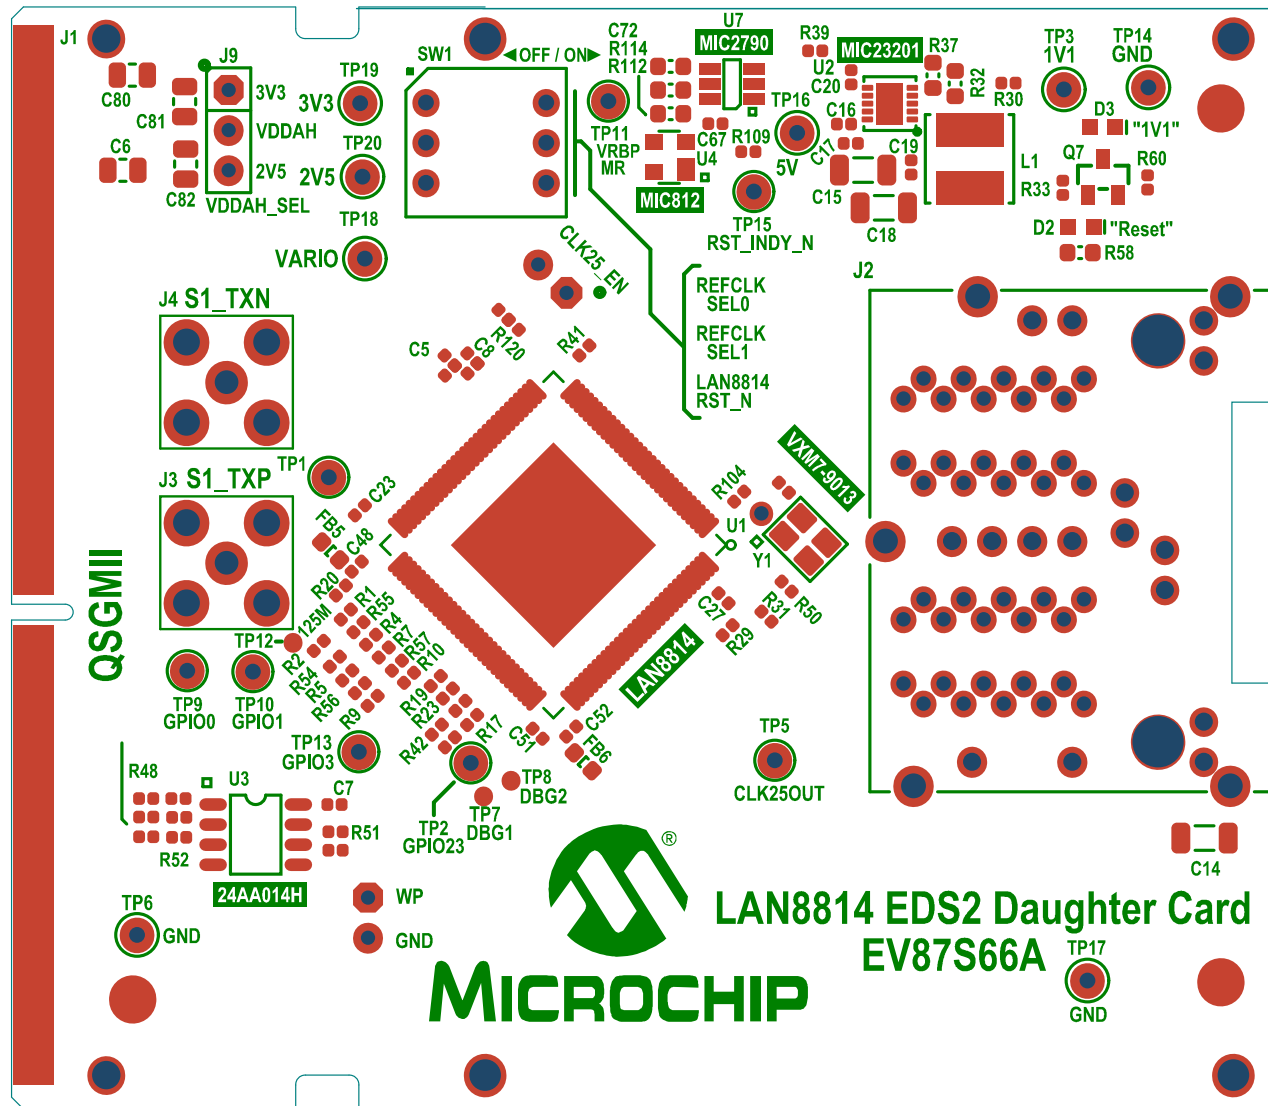 J1
C80
C81
C6
C82
J9
3V3
VDDAH
2V5
VDDAH_SEL
TP19
3V3
TP20
2V5
TP18
VARIO
SW1
◄OFF / ON►
TP11
VRBP
MR
C72
R114
R112
U7
MIC2790
C67
U4
MIC812
R109
TP16
5V
TP15
RST_INDY_N
R39
U2
MIC23201
C20
C16
C17
C15
C18
C19
R37
R32
R30
L1
TP3
1V1
TP14
GND
D3
"1V1"
Q7
R60
R33
D2
"Reset"
R58
J2
CLK25_EN
REFCLK
SEL0
REFCLK
SEL1
LAN8814
RST_N
J4 S1_TXN
C5
C8
R120
R41
J3 S1_TXP
TP1
C23
FB5
C48
R20
R1
R55
R4
R7
R57
R10
125M
TP12
R2
R54
R5
R56
R9
R19
R23
R42
R17
C51
C52
FB6
R104
VXM7-9013
U1
Y1
C27
R29
R31
R50
LAN8814
QSGMII
TP9
GPIO0
TP10
GPIO1
TP13
GPIO3
TP8
DBG2
TP7
DBG1
TP2
GPIO23
TP5
CLK25OUT
R48
R52
U3
C7
R51
24AA014H
TP6
GND
WP
GND
C14
®
MICROCHIP
LAN8814 EDS2 Daughter Card
EV87S66A
TP17
GND